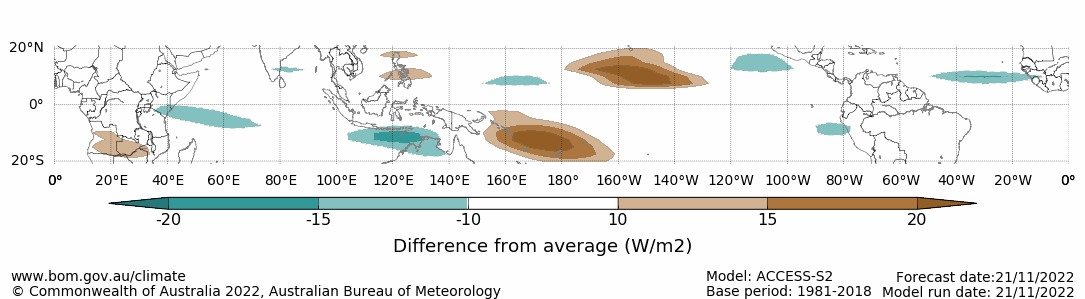 20°N
0°
20°S
0° 20°E 40°E 60°E 80°E 100°E 120°E 140°E 160°E 180° 160°W 140°W 120°W 100°W 80°W 60°W 40°W 20°W 0°
-20 -15 -10 10 15 20
Difference from average (W/m2)
www.bom.gov.au/climate
© Commonwealth of Australia 2022, Australian Bureau of Meteorology
Model: ACCESS-S2
Base period: 1981-2018
Forecast date:21/11/2022
Model run date: 21/11/2022